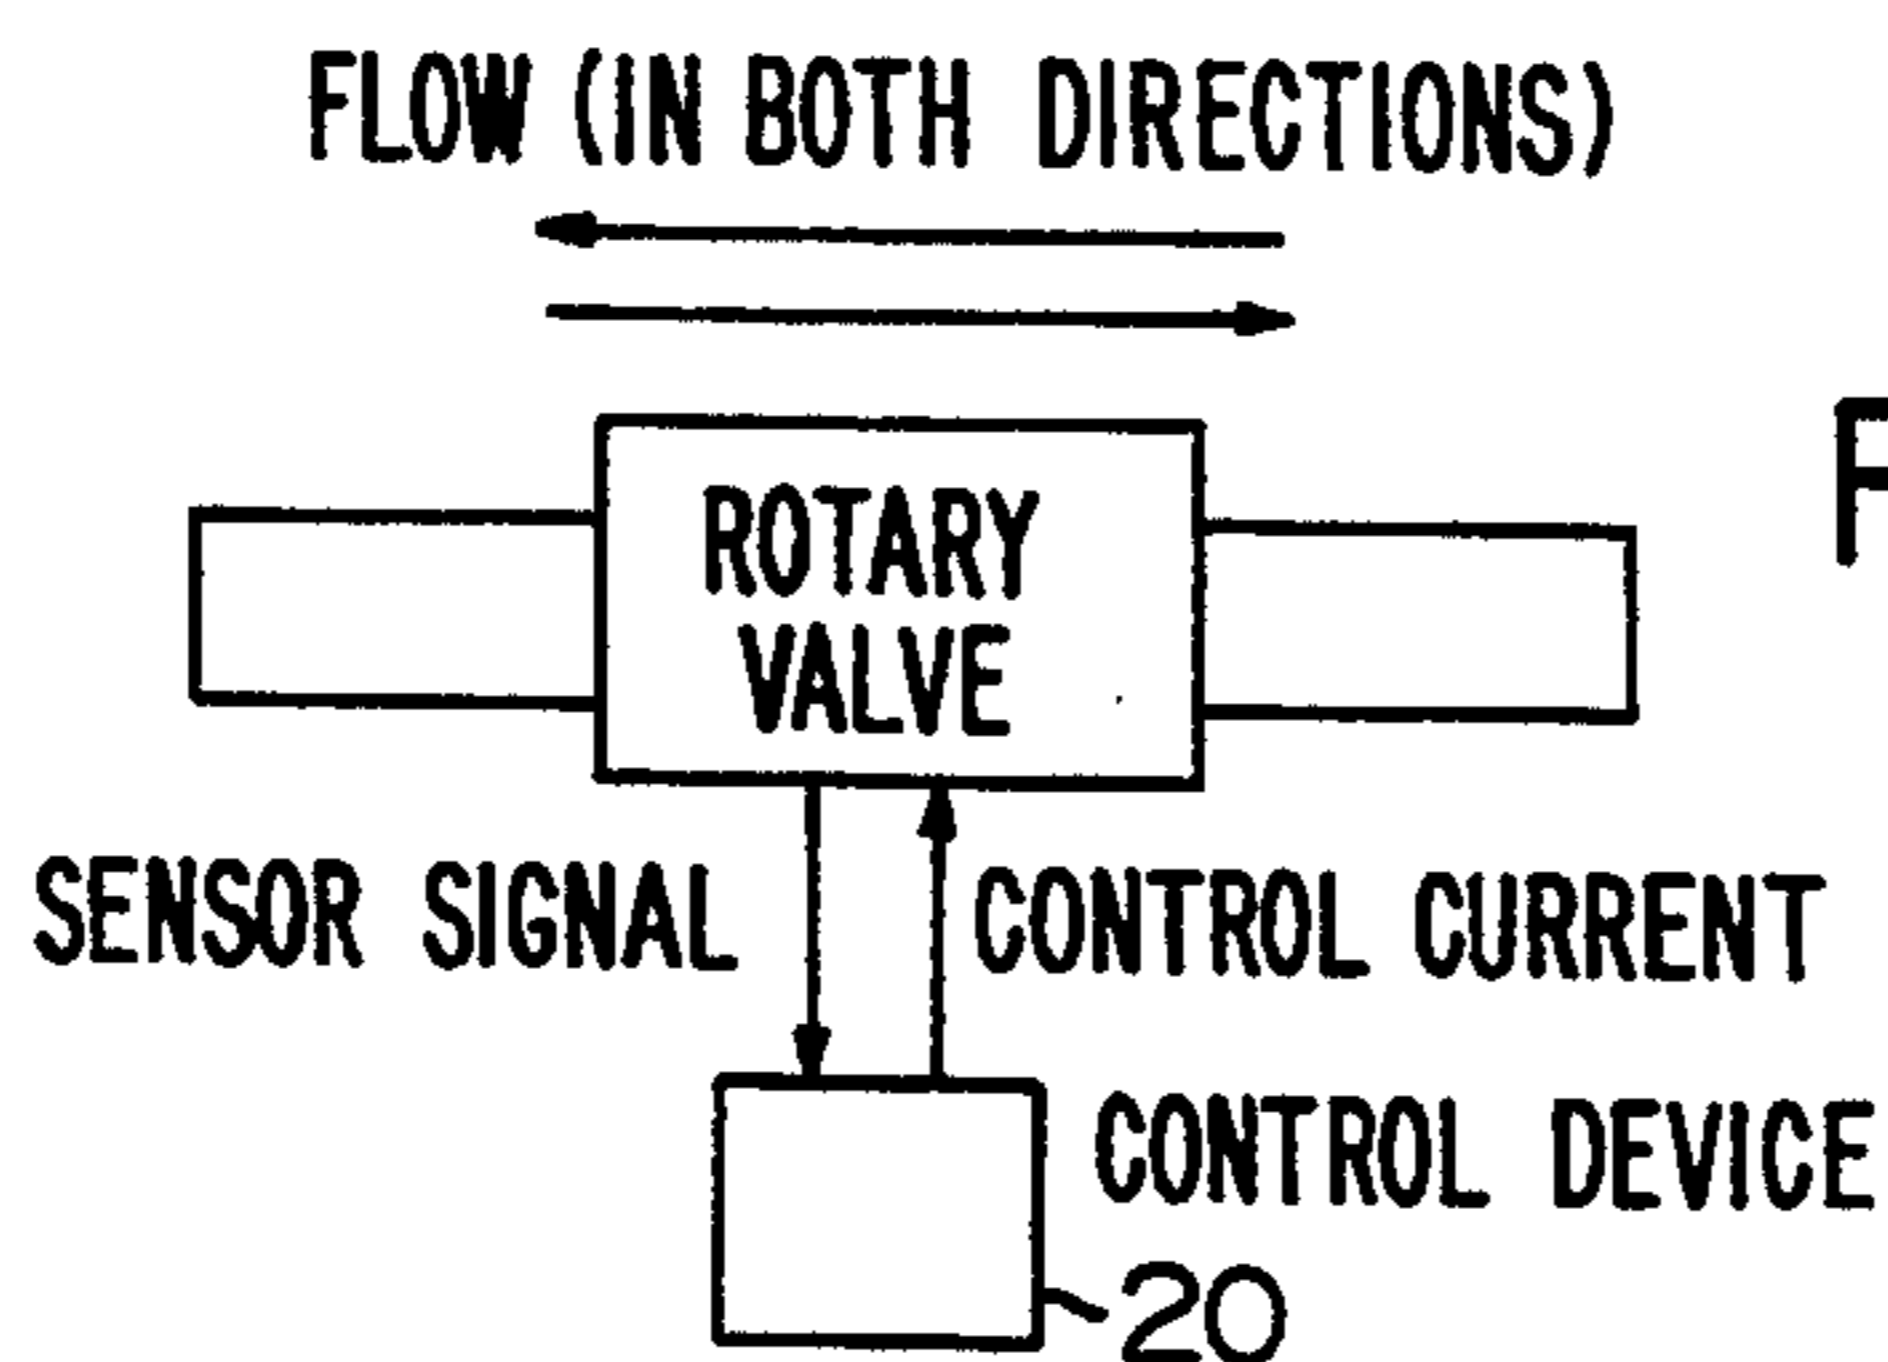 FLOW (IN BOTH DIRECTIONS)
ROTARY
VALVE
F
SENSOR SIGNAL
CONTROL CURRENT
CONTROL DEVICE
20